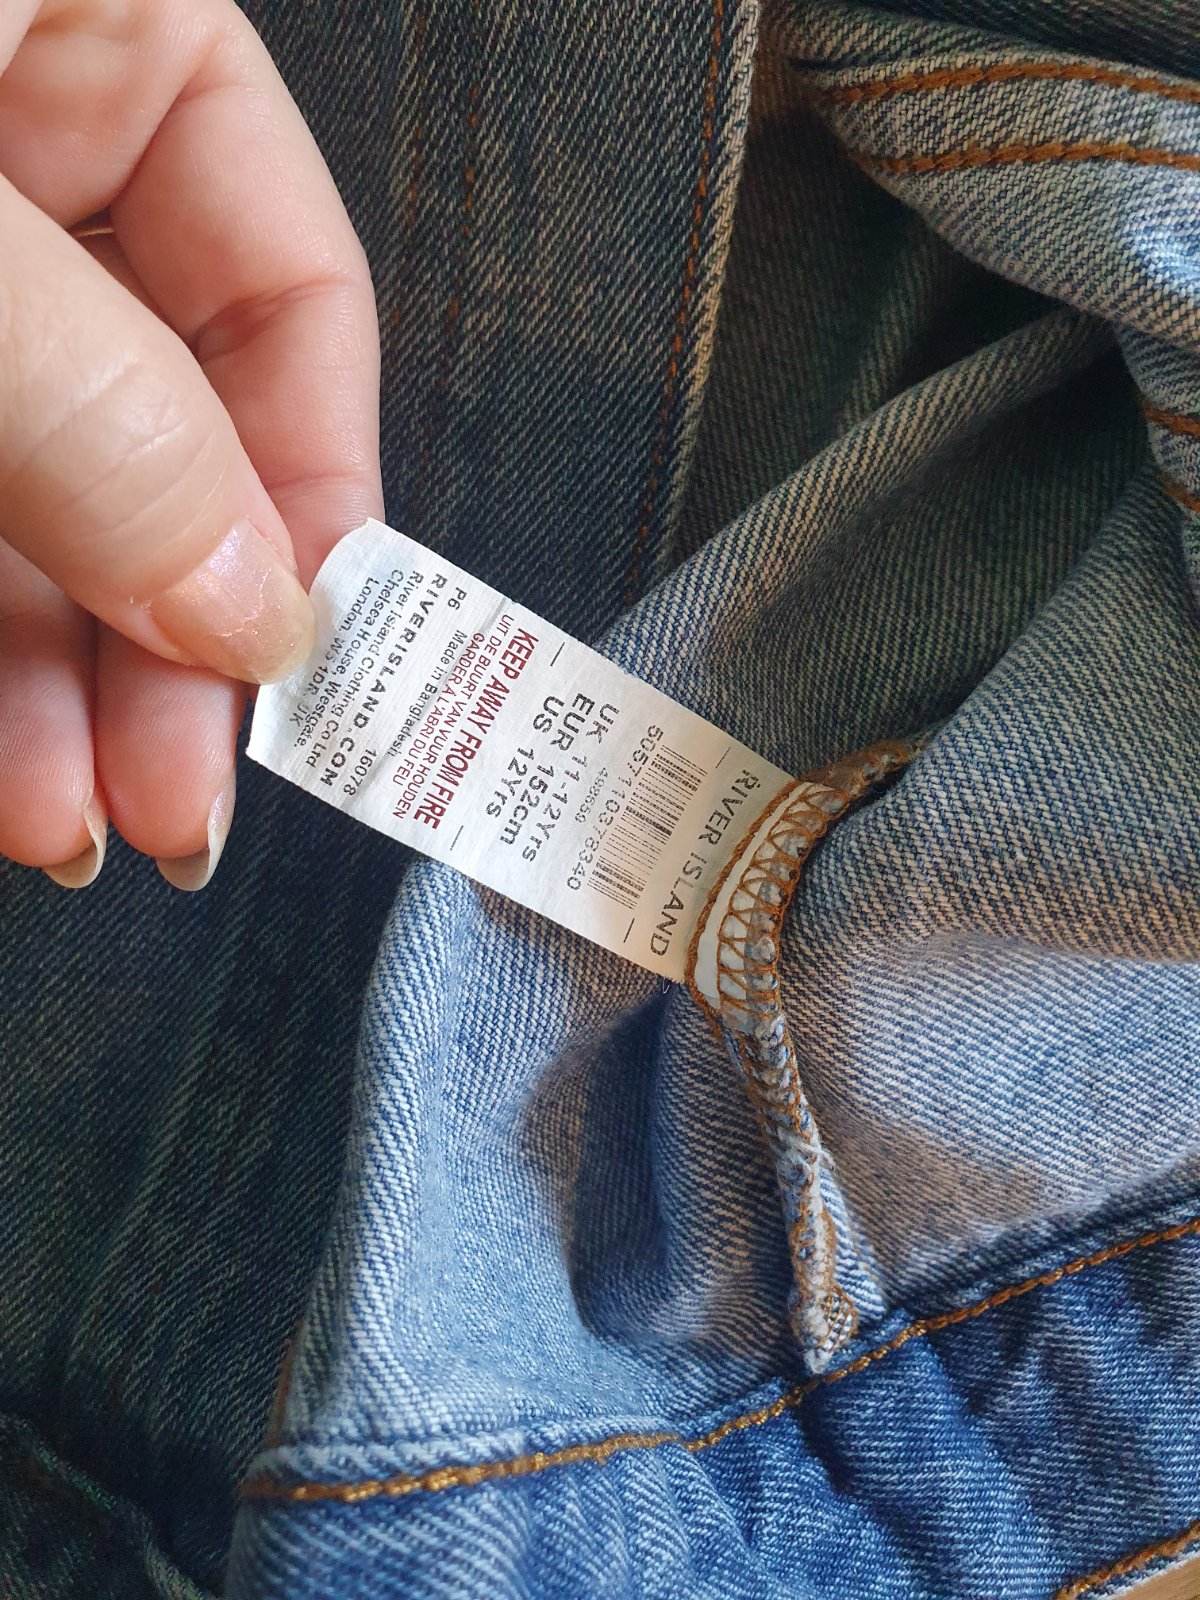 RIVER ISLAND
5057110378340
468659
UK 11-12Yrs
EUR 152cm
US 12Yrs
KEEP AWAY FROM FIRE
UIT DE BUURT VAN VUUR HOUDEN
GARDER A L'ABRI DU FEU
Made in Bangladesh
P6
RIVERISLAND.COM
River Island Clothing Co Ltd 16078
Chelsea House, Westgate.
London. W5 1DR. UK